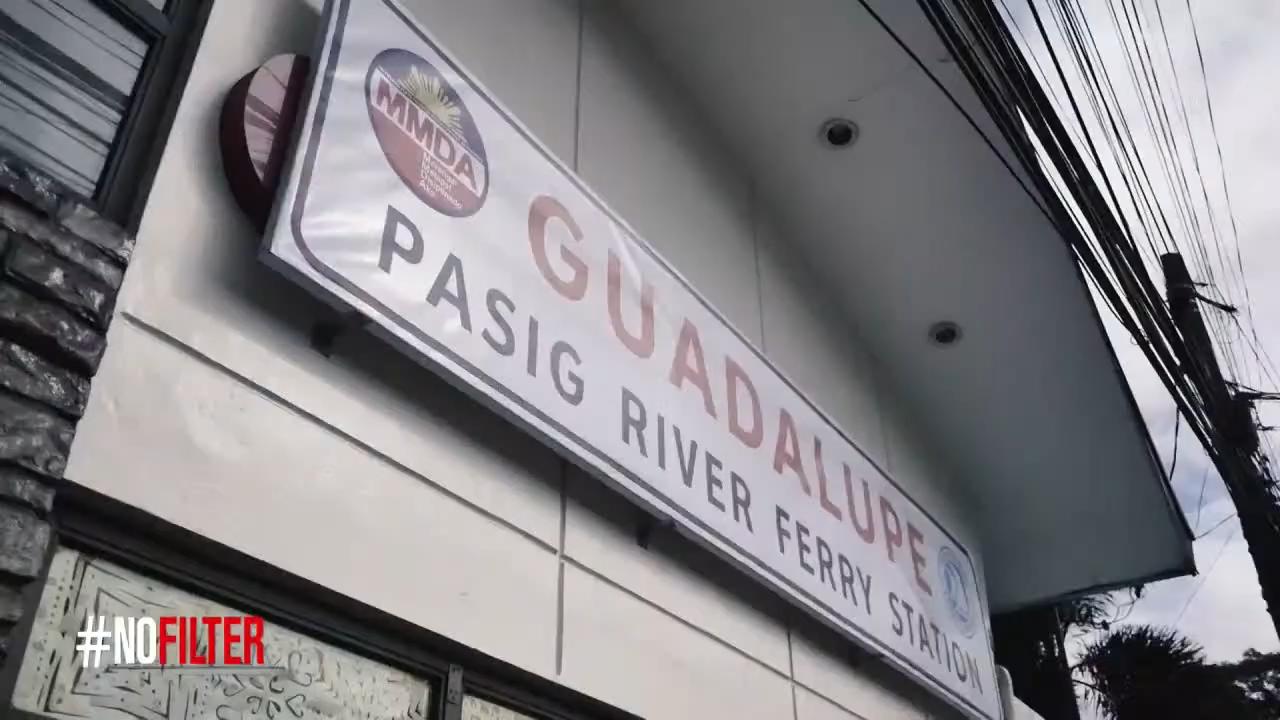 MMDA
GUADALUPE
PASIG RIVER FERRY STATION
#NOFILTER